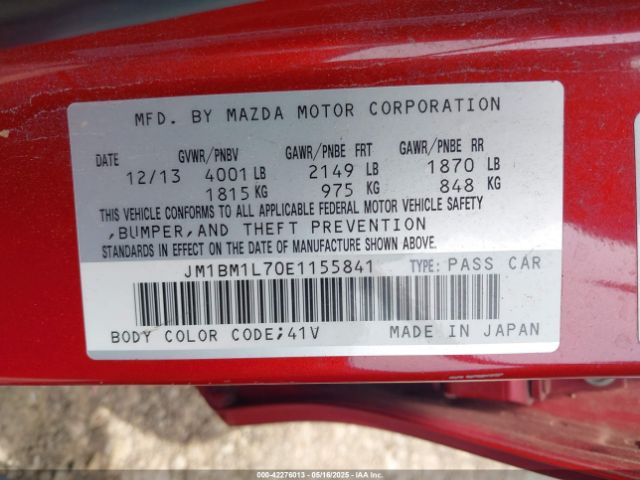 MFD. BY MAZDA MOTOR CORPORATION
DATE GVWR/PNBV GAWR/PNBE FRT GAWR/PNBE RR
12/13 4001 LB 2149 LB 1870 LB
1815 KG 975 KG 848 KG
THIS VEHICLE CONFORMS TO ALL APPLICABLE FEDERAL MOTOR VEHICLE SAFETY
,BUMPER,AND THEFT PREVENTION
STANDARDS IN EFFECT ON THE DATE OF MANUFACTURE SHOWN ABOVE.
JM1BM1L70E1155841 TYPE: PASS CAR
BODY COLOR CODE;41V MADE IN JAPAN
000-42276013 - 05/16/2025 - IAAI.COM